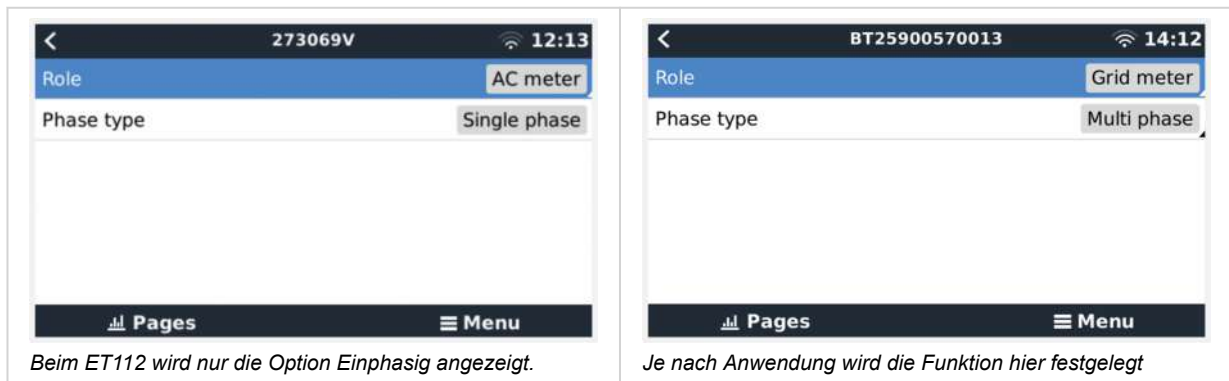 273069V 12:13
Role AC meter
Phase type Single phase
Pages Menu
Beim ET112 wird nur die Option Einphasig angezeigt.
BT25900570013 14:12
Role Grid meter
Phase type Multi phase
Pages Menu
Je nach Anwendung wird die Funktion hier festgelegt